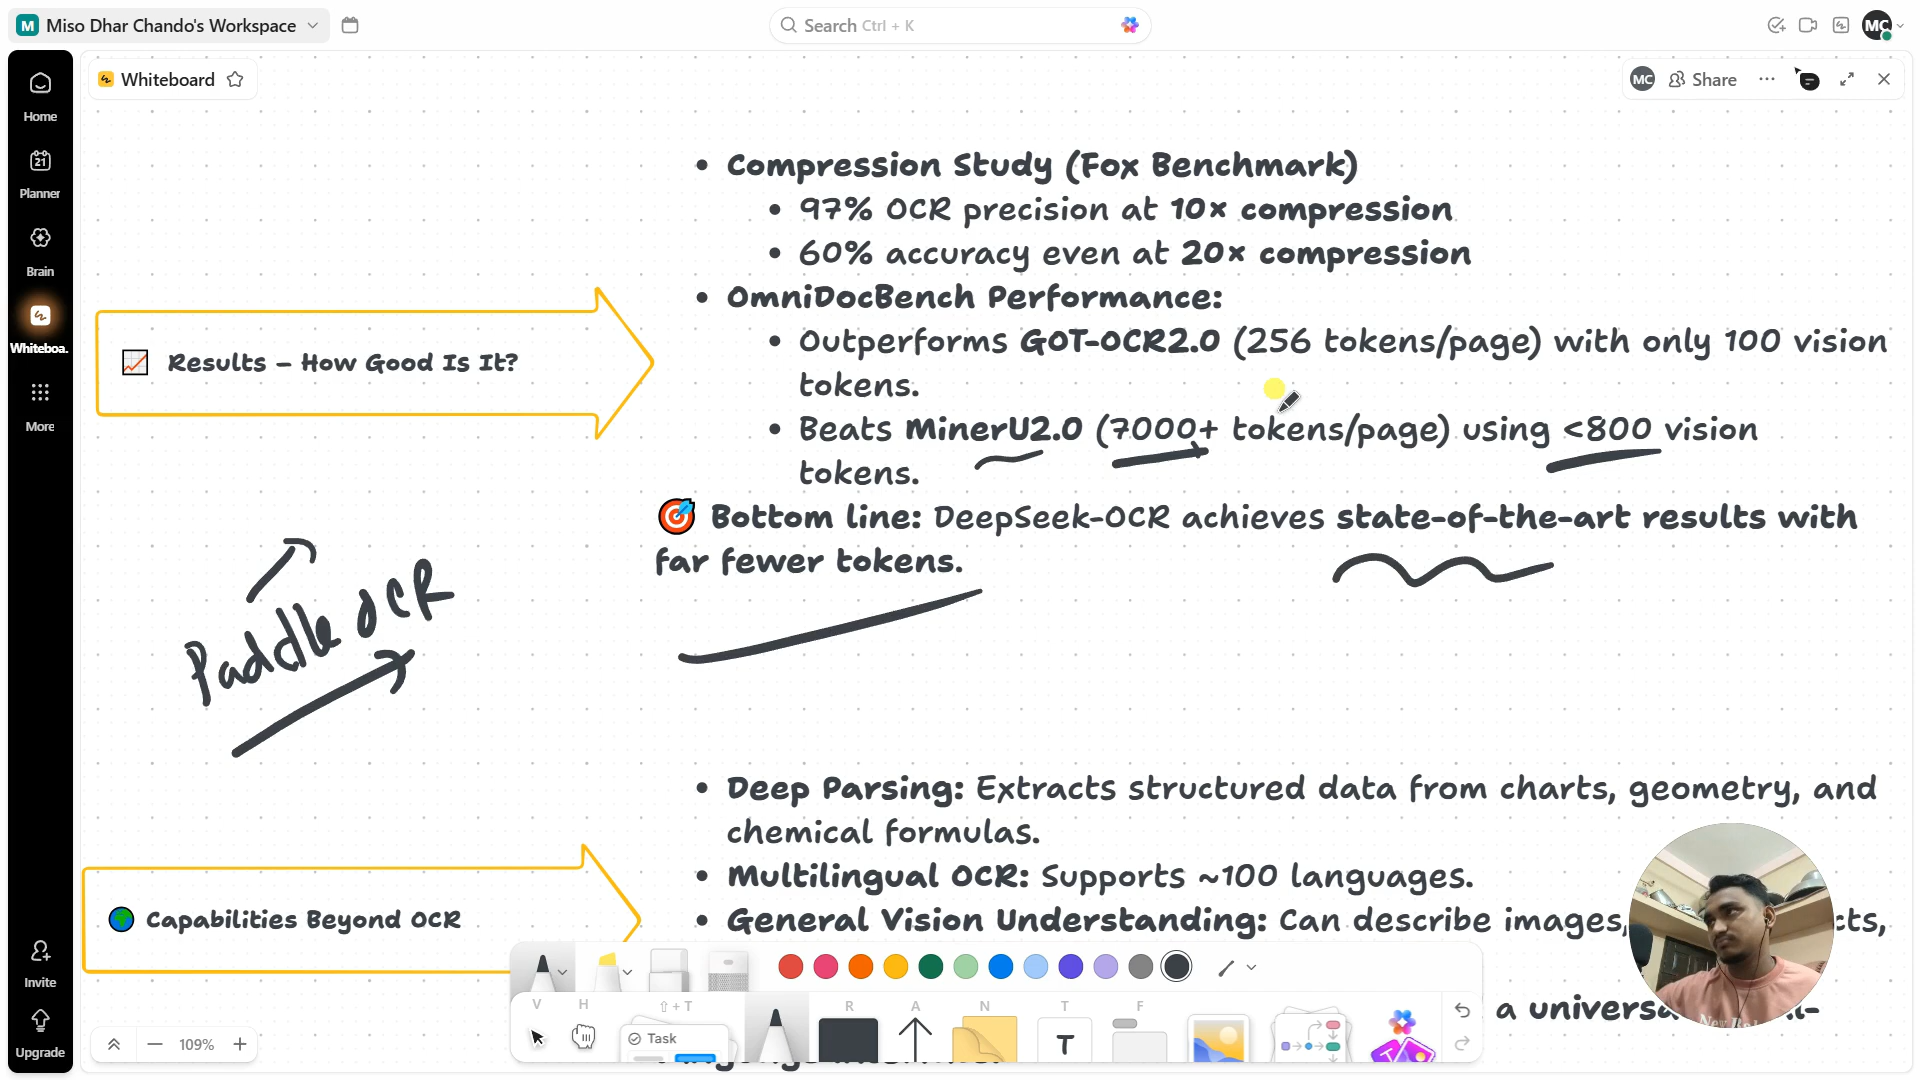 M Miso Dhar Chando's Workspace
Search Ctrl + K
MC
Whiteboard
MC Share
Home
21
Planner
Brain
Whiteboa.
More
Invite
Upgrade
• Compression Study (Fox Benchmark)
• 97% OCR precision at 10× compression
• 60% accuracy even at 20× compression
• OmniDocBench Performance:
• Outperforms GOT-OCR2.0 (256 tokens/page) with only 100 vision
tokens.
• Beats MinerU2.0 (7000+ tokens/page) using <800 vision
tokens.
🎯 Bottom line: DeepSeek-OCR achieves state-of-the-art results with
far fewer tokens.
📈 Results – How Good Is It?
Paddle OCR
• Deep Parsing: Extracts structured data from charts, geometry, and
chemical formulas.
• Multilingual OCR: Supports ~100 languages.
• General Vision Understanding: Can describe images, cts,
🌍 Capabilities Beyond OCR
a universa
V H ⇧ + T R A N T F
Task
T
109%